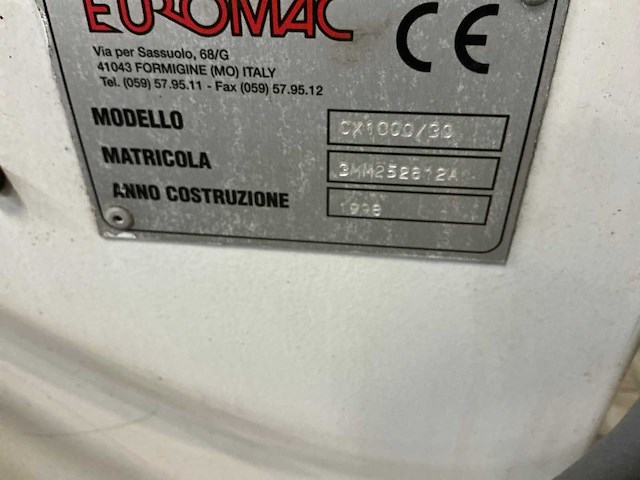 EUROMAC
CE
Via per Sassuolo, 68/G
41043 FORMIGINE (MO) ITALY
Tel. (059) 57.95.11 - Fax (059) 57.95.12
MODELLO CX1000/30
MATRICOLA
ANNO COSTRUZIONE